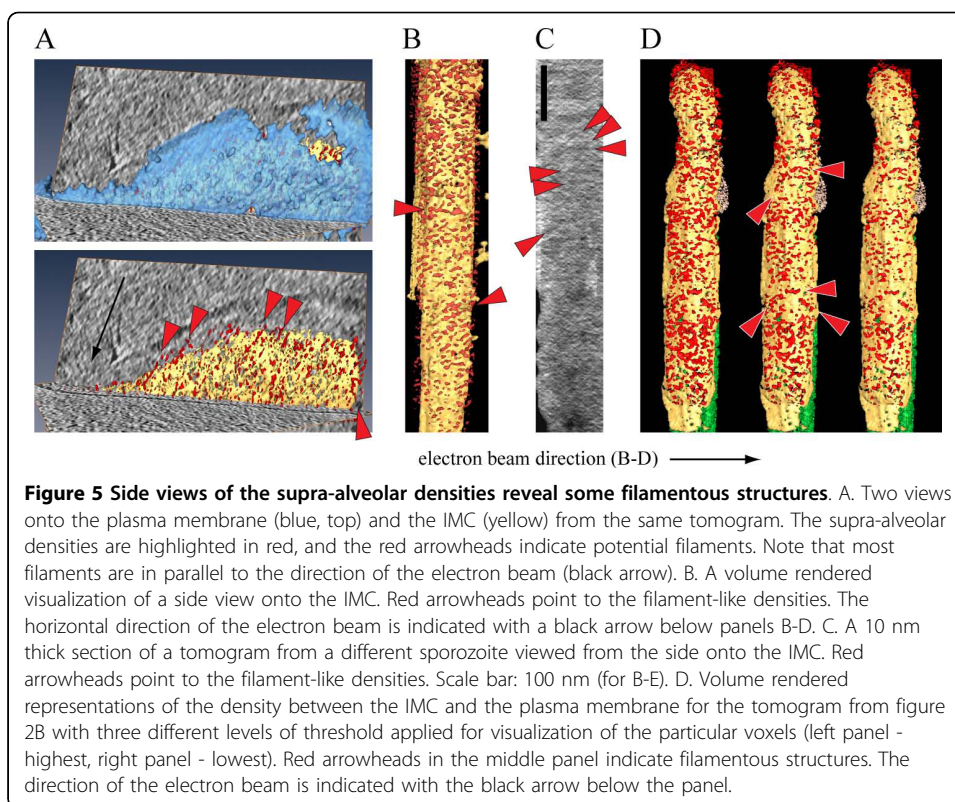 A
B
C
D
electron beam direction (B-D)
Figure 5 Side views of the supra-alveolar densities reveal some filamentous structures. A. Two views
onto the plasma membrane (blue, top) and the IMC (yellow) from the same tomogram. The supra-alveolar
densities are highlighted in red, and the red arrowheads indicate potential filaments. Note that most
filaments are in parallel to the direction of the electron beam (black arrow). B. A volume rendered
visualization of a side view onto the IMC. Red arrowheads point to the filament-like densities. The
horizontal direction of the electron beam is indicated with a black arrow below panels B-D. C. A 10 nm
thick section of a tomogram from a different sporozoite viewed from the side onto the IMC. Red
arrowheads point to the filament-like densities. Scale bar: 100 nm (for B-E). D. Volume rendered
representations of the density between the IMC and the plasma membrane for the tomogram from figure
2B with three different levels of threshold applied for visualization of the particular voxels (left panel -
highest, right panel - lowest). Red arrowheads in the middle panel indicate filamentous structures. The
direction of the electron beam is indicated with the black arrow below the panel.